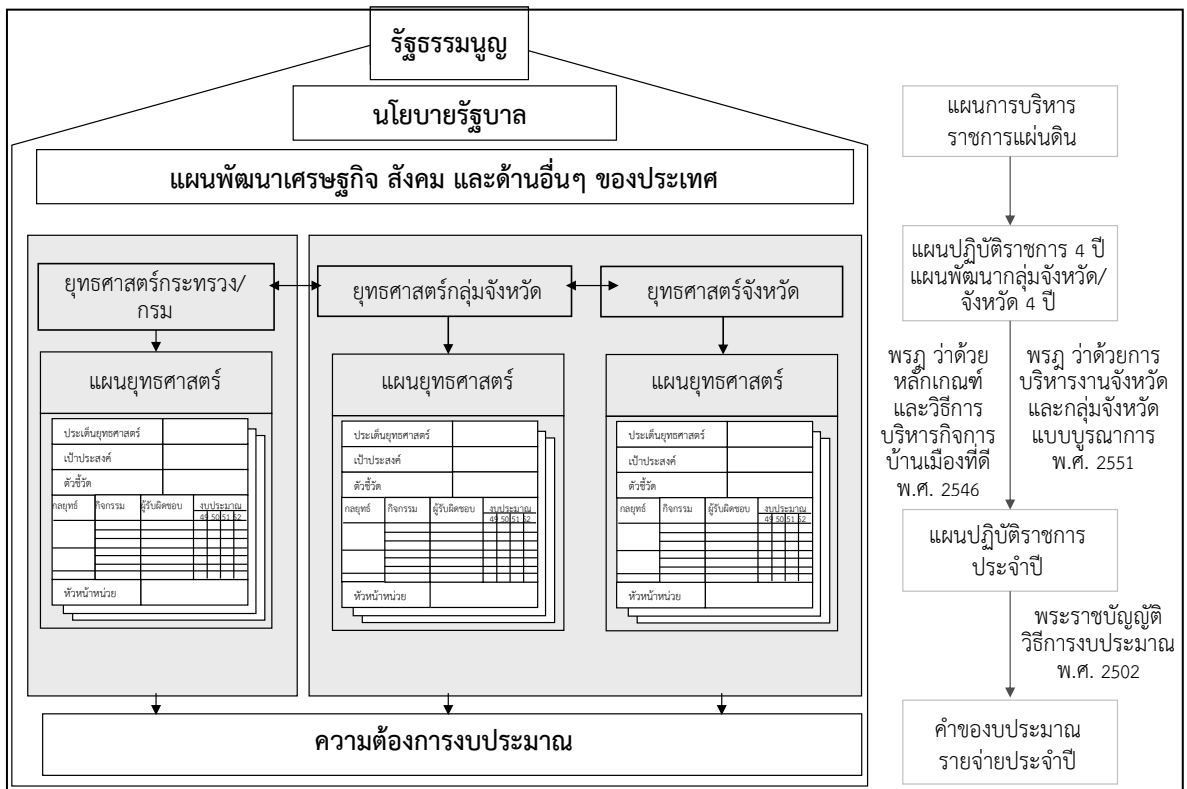 รัฐธรรมนูญ
นโยบายรัฐบาล
แผนพัฒนาเศรษฐกิจ สังคม และด้านอื่นๆ ของประเทศ
ยุทธศาสตร์กระทรวง/
กรม
ยุทธศาสตร์กลุ่มจังหวัด
ยุทธศาสตร์จังหวัด
แผนยุทธศาสตร์
ประเด็นยุทธศาสตร์
เป้าประสงค์
ตัวชี้วัด
กลยุทธ์ กิจกรรม ผู้รับผิดชอบ งบประมาณ
49 50 51 52
หัวหน้าหน่วย
แผนยุทธศาสตร์
ประเด็นยุทธศาสตร์
เป้าประสงค์
ตัวชี้วัด
กลยุทธ์ กิจกรรม ผู้รับผิดชอบ งบประมาณ
49 50 51 52
หัวหน้าหน่วย
แผนยุทธศาสตร์
ประเด็นยุทธศาสตร์
เป้าประสงค์
ตัวชี้วัด
กลยุทธ์ กิจกรรม ผู้รับผิดชอบ งบประมาณ
49 50 51 52
หัวหน้าหน่วย
ความต้องการงบประมาณ
แผนการบริหาร
ราชการแผ่นดิน
แผนปฏิบัติราชการ 4 ปี
แผนพัฒนากลุ่มจังหวัด/
จังหวัด 4 ปี
พรฎ ว่าด้วย
หลักเกณฑ์
และวิธีการ
บริหารกิจการ
บ้านเมืองที่ดี
พ.ศ. 2546
พรฎ ว่าด้วยการ
บริหารงานจังหวัด
และกลุ่มจังหวัด
แบบบูรณาการ
พ.ศ. 2551
แผนปฏิบัติราชการ
ประจำปี
พระราชบัญญัติ
วิธีการงบประมาณ
พ.ศ. 2502
คำของบประมาณ
รายจ่ายประจำปี